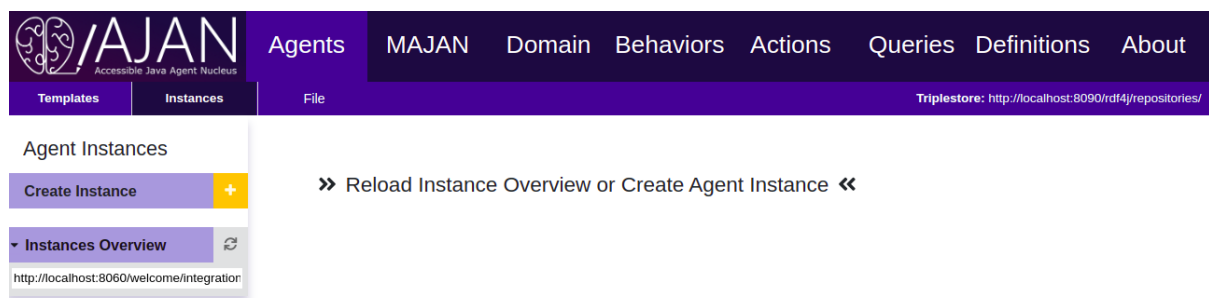 /AJAN
Accessible Java Agent Nucleus
Agents MAJAN Domain Behaviors Actions Queries Definitions About
Templates Instances File Triplestore: http://localhost:8090/rdf4j/repositories/
Agent Instances
Create Instance +
» Reload Instance Overview or Create Agent Instance «
Instances Overview
http://localhost:8060/welcome/integration